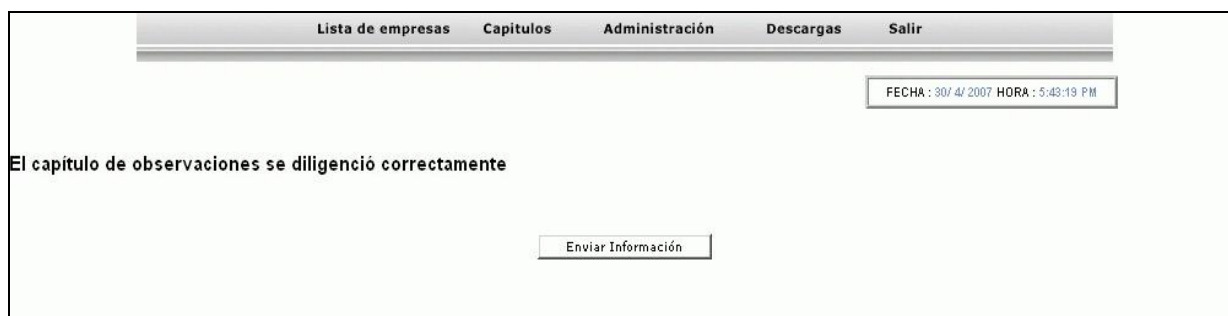 Lista de empresas Capitulos Administración Descargas Salir
FECHA : 30/ 4/ 2007 HORA : 5:43:19 PM
El capítulo de observaciones se diligenció correctamente
Enviar Información